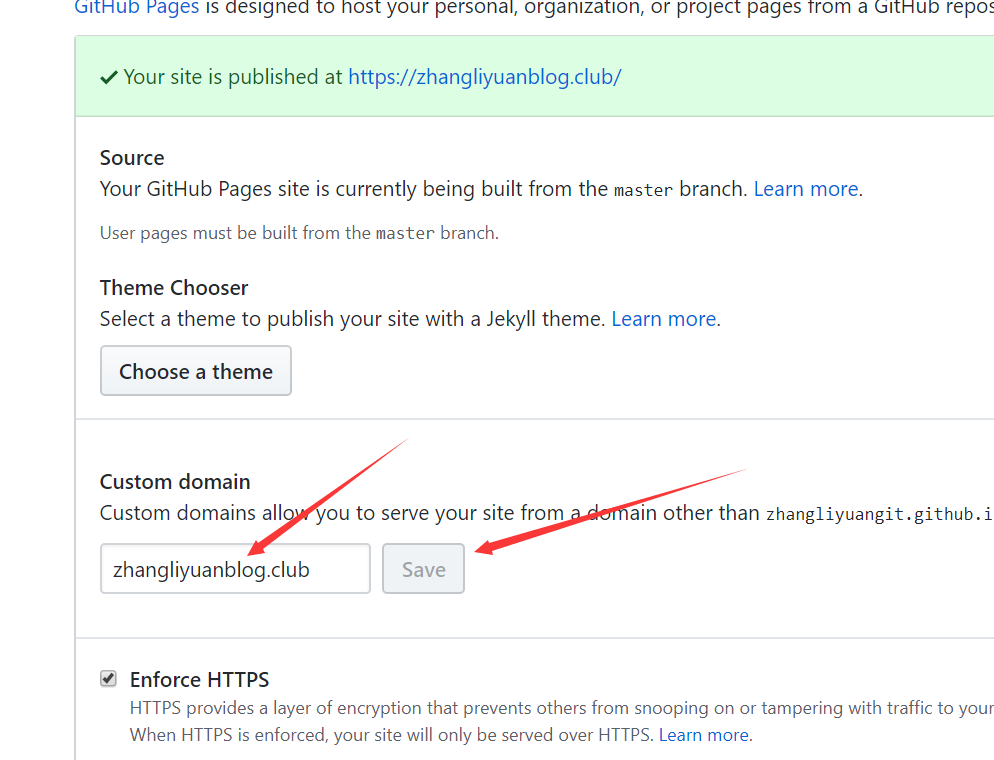 GitHub Pages is designed to host your personal, organization, or project pages from a GitHub repos
Your site is published at https://zhangliyuanblog.club/
Source
Your GitHub Pages site is currently being built from the master branch. Learn more.
User pages must be built from the master branch.
Theme Chooser
Select a theme to publish your site with a Jekyll theme. Learn more.
Choose a theme
Custom domain
Custom domains allow you to serve your site from a domain other than zhangliyuangit.github.i
zhangliyuanblog.club Save
Enforce HTTPS
HTTPS provides a layer of encryption that prevents others from snooping on or tampering with traffic to your
When HTTPS is enforced, your site will only be served over HTTPS. Learn more.